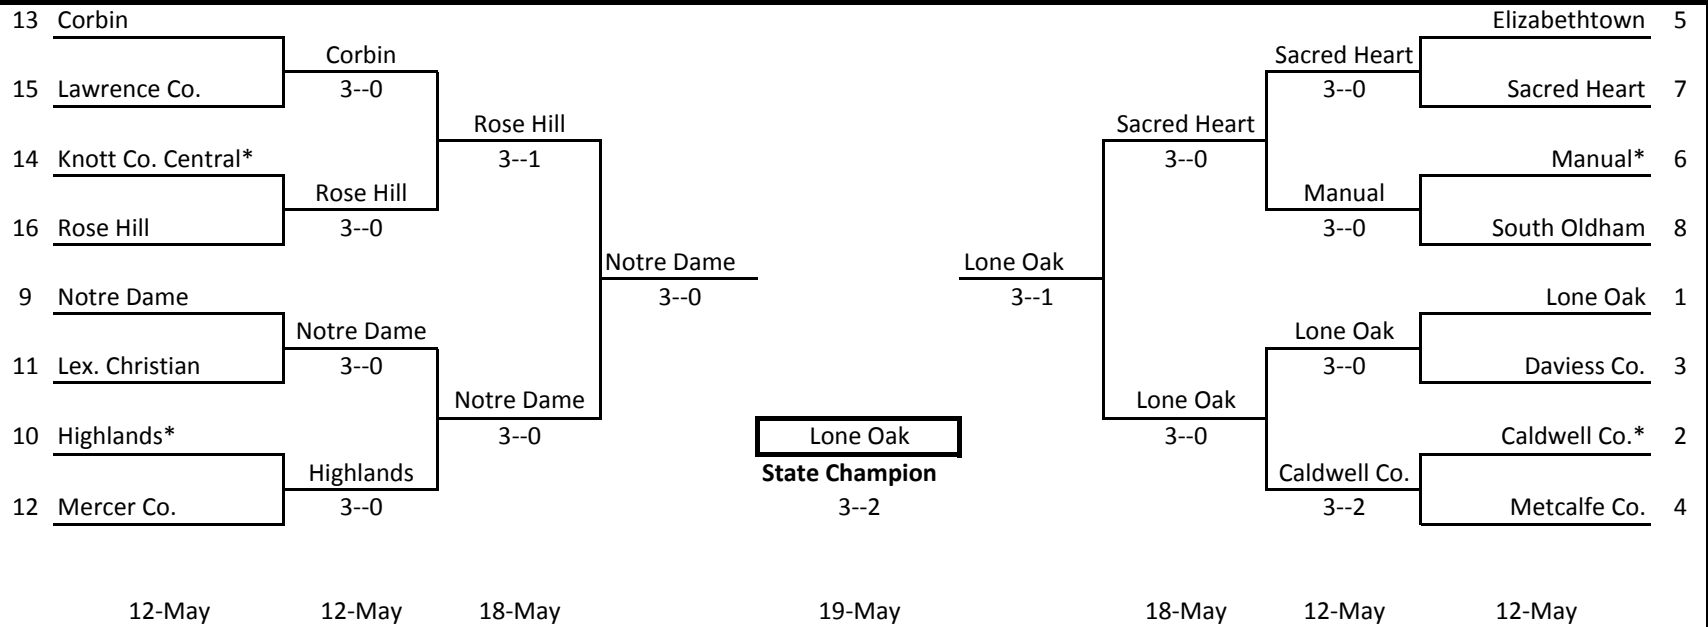 13 Corbin
Corbin
3--0
15 Lawrence Co.
Rose Hill
3--1
14 Knott Co. Central*
Rose Hill
3--0
16 Rose Hill
Notre Dame
3--0
9 Notre Dame
Notre Dame
3--0
11 Lex. Christian
Notre Dame
3--0
10 Highlands*
Highlands
3--0
12 Mercer Co.
Lone Oak
State Champion
3--2
Elizabethtown 5
Sacred Heart
3--0
Sacred Heart 7
Sacred Heart
3--0
Manual* 6
Manual
3--0
South Oldham 8
Lone Oak
3--1
Lone Oak 1
Lone Oak
3--0
Daviess Co. 3
Lone Oak
3--0
Caldwell Co.* 2
Caldwell Co.
3--2
Metcalfe Co. 4
12-May 12-May 18-May 19-May 18-May 12-May 12-May